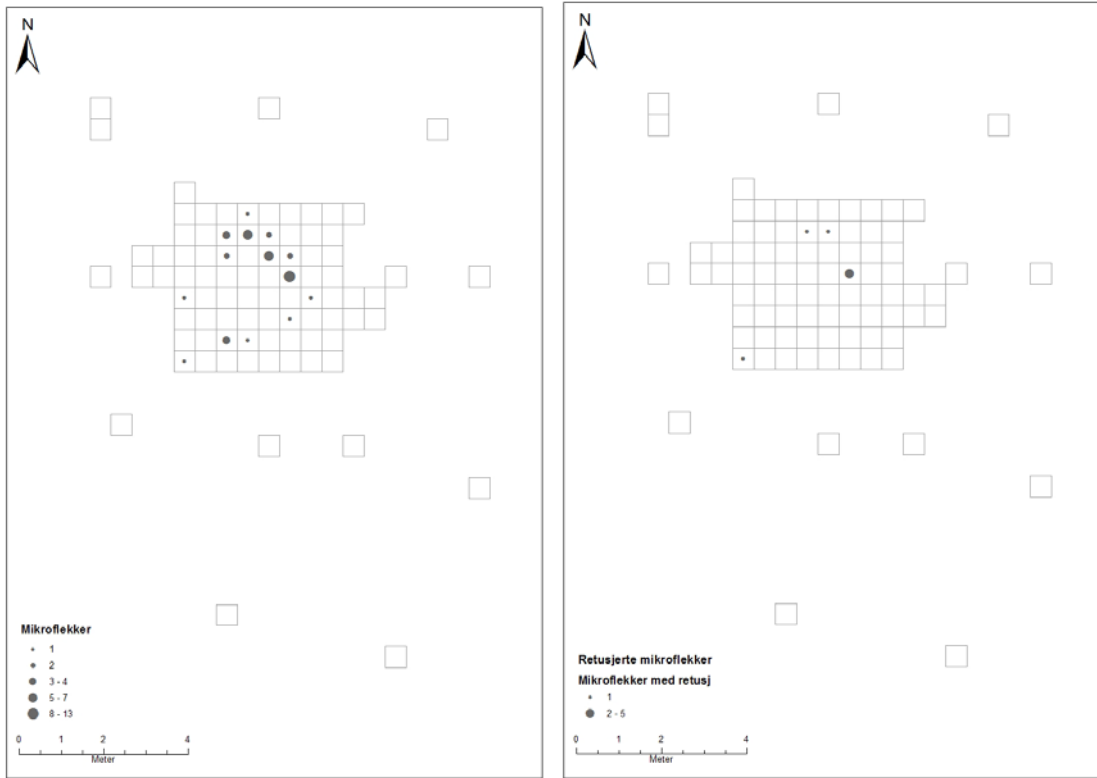 N
Mikroflekker
1
2
3 - 4
5 - 7
8 - 13
0 1 2 4
Meter
N
Retusjerte mikroflekker
Mikroflekker med retusj
1
2 - 5
0 1 2 4
Meter